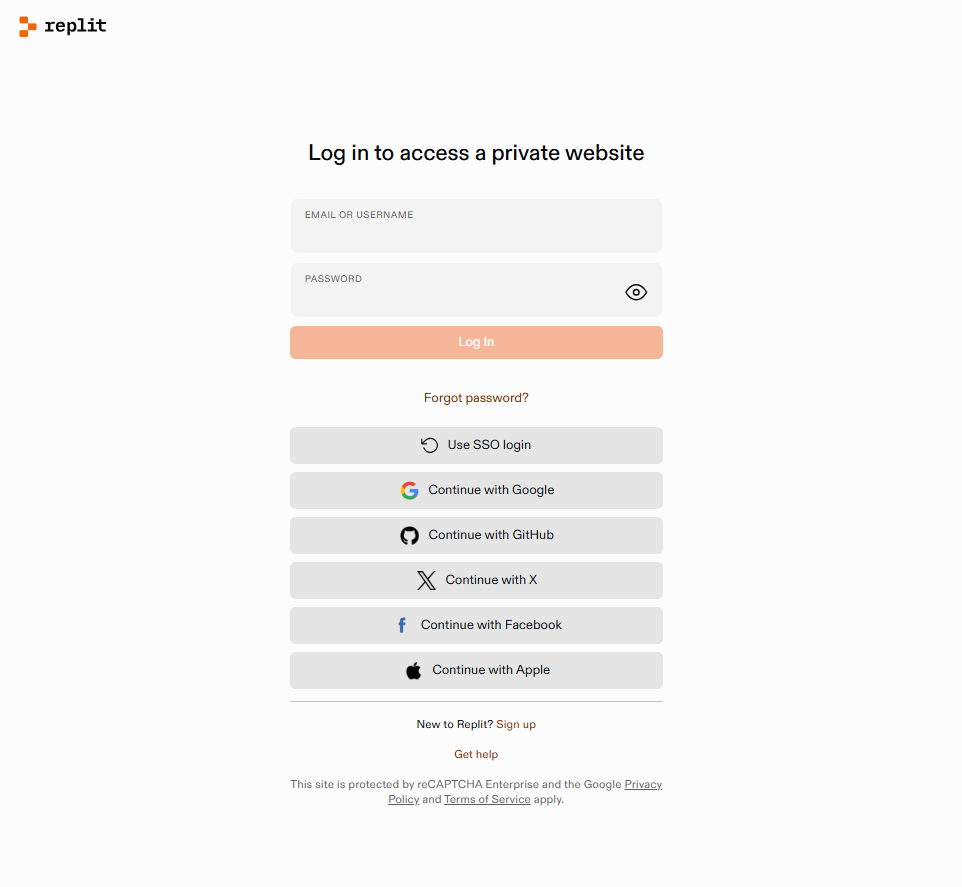 replit
Log in to access a private website
EMAIL OR USERNAME
PASSWORD
Log In
Forgot password?
Use SSO login
Continue with Google
Continue with GitHub
Continue with X
Continue with Facebook
Continue with Apple
New to Replit? Sign up
Get help
This site is protected by reCAPTCHA Enterprise and the Google Privacy
Policy and Terms of Service apply.